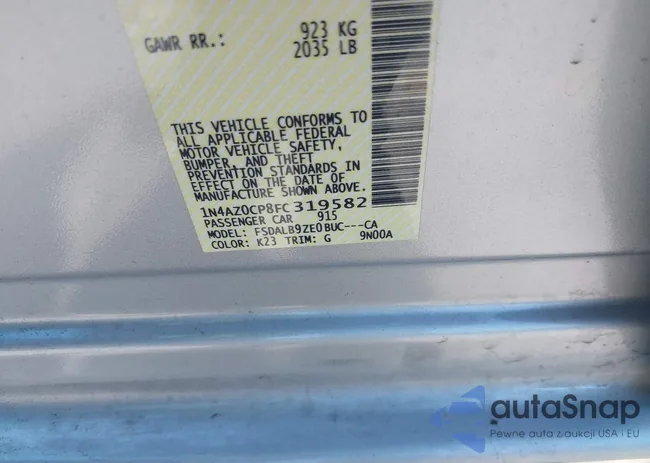 GAWR RR.: 923 KG
2035 LB
THIS VEHICLE CONFORMS TO
ALL APPLICABLE FEDERAL
MOTOR VEHICLE SAFETY,
BUMPER, AND THEFT
PREVENTION STANDARDS IN
EFFECT ON THE DATE OF
MANUFACTURE SHOWN ABOVE.
1N4AZ0CP8FC319582
PASSENGER CAR 915
MODEL: FSDALB9ZE0BUC---CA
COLOR: K23 TRIM: G 9N00A
autaSnap
Pewne auta z aukcji USA i EU